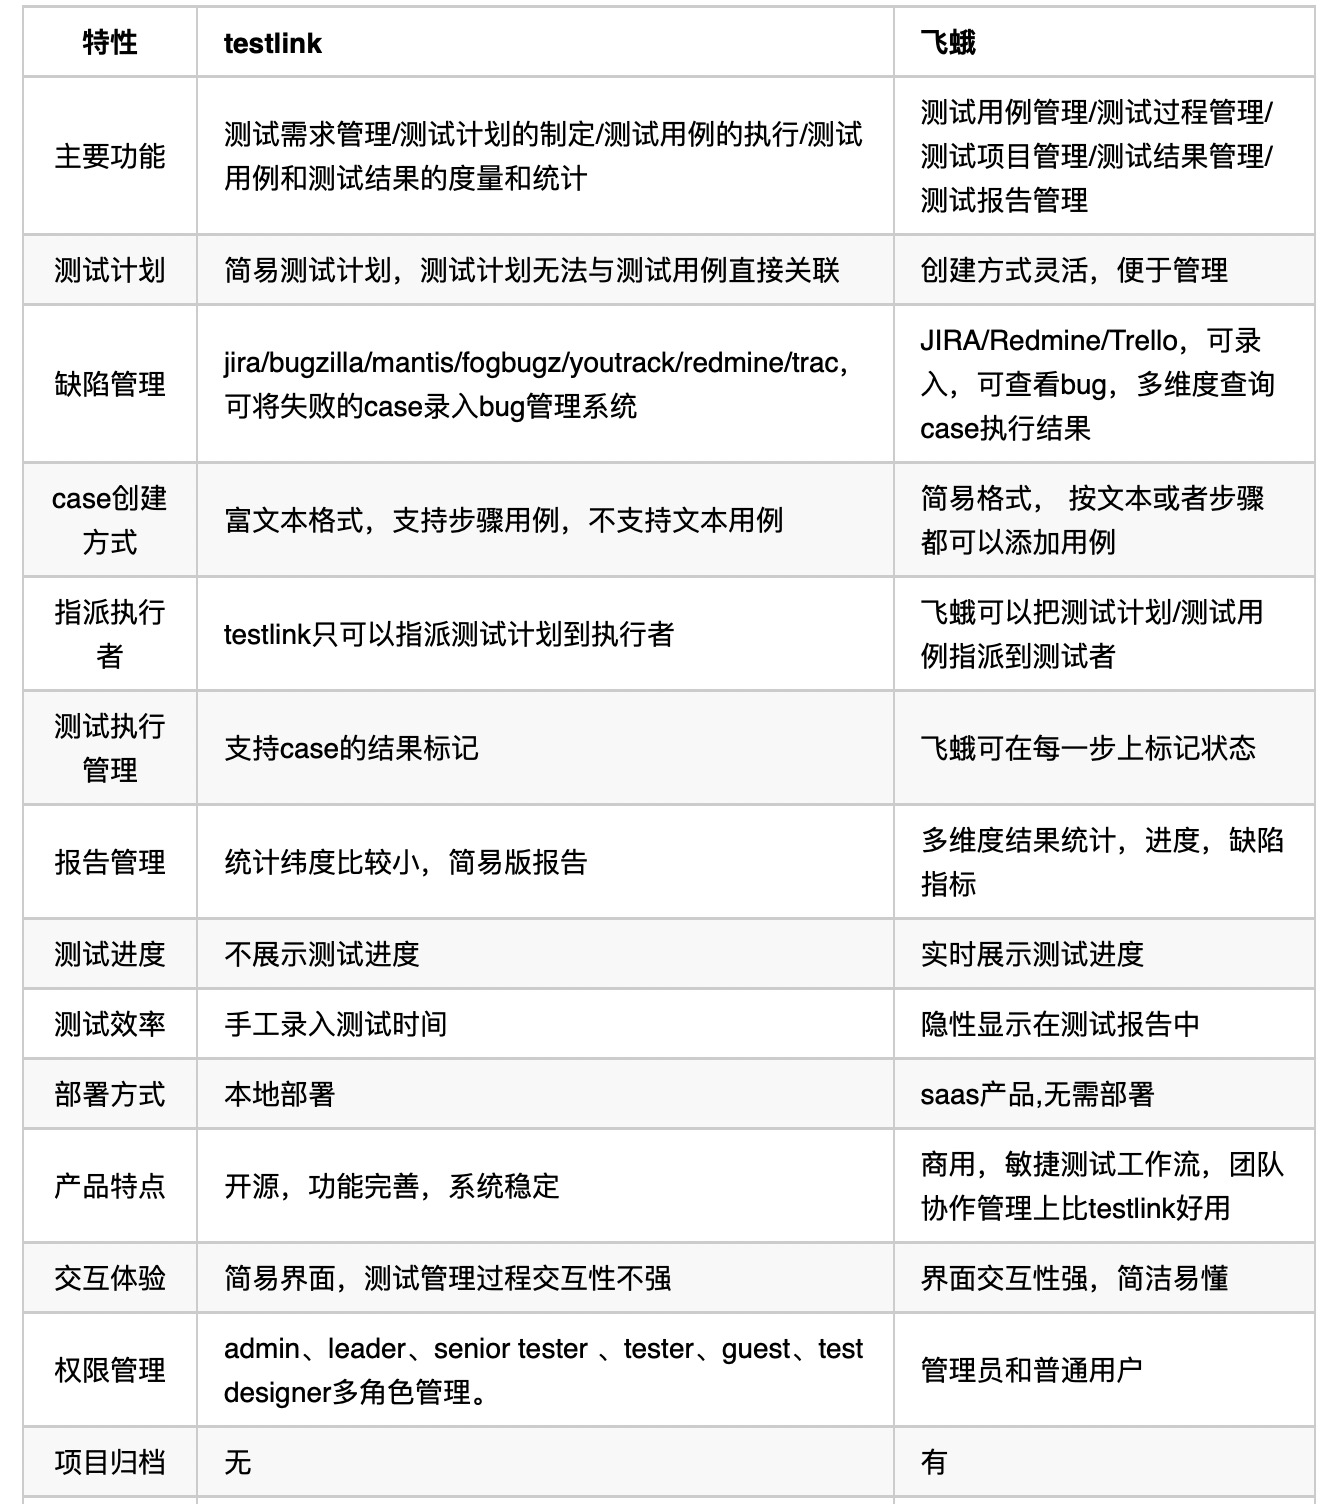 特性
testlink
飞蛾
主要功能
测试需求管理/测试计划的制定/测试用例的执行/测试
用例和测试结果的度量和统计
测试用例管理/测试过程管理/
测试项目管理/测试结果管理/
测试报告管理
测试计划
简易测试计划，测试计划无法与测试用例直接关联
创建方式灵活，便于管理
缺陷管理
jira/bugzilla/mantis/fogbugz/youtrack/redmine/trac，
可将失败的case录入bug管理系统
JIRA/Redmine/Trello，可录
入，可查看bug，多维度查询
case执行结果
case创建
方式
富文本格式，支持步骤用例，不支持文本用例
简易格式， 按文本或者步骤
都可以添加用例
指派执行
者
testlink只可以指派测试计划到执行者
飞蛾可以把测试计划/测试用
例指派到测试者
测试执行
管理
支持case的结果标记
飞蛾可在每一步上标记状态
报告管理
统计纬度比较小，简易版报告
多维度结果统计，进度，缺陷
指标
测试进度
不展示测试进度
实时展示测试进度
测试效率
手工录入测试时间
隐性显示在测试报告中
部署方式
本地部署
saas产品,无需部署
产品特点
开源，功能完善，系统稳定
商用，敏捷测试工作流，团队
协作管理上比testlink好用
交互体验
简易界面，测试管理过程交互性不强
界面交互性强，简洁易懂
权限管理
admin、leader、senior tester 、tester、guest、test
designer多角色管理。
管理员和普通用户
项目归档
无
有